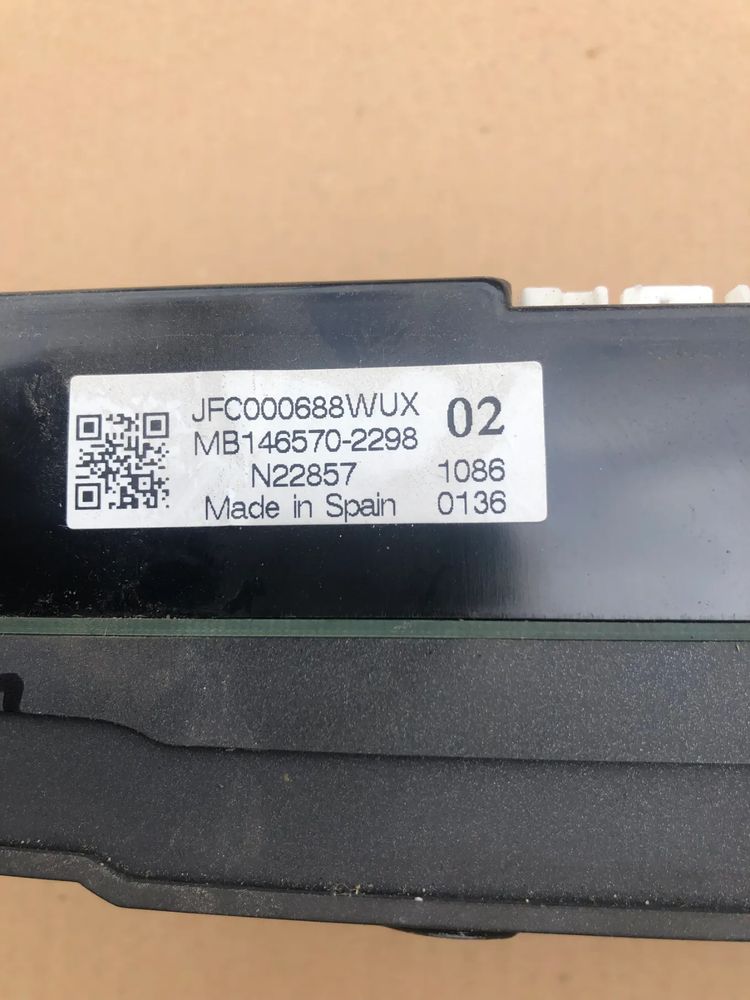 JFC000688WUX 02
MB146570-2298
N22857 1086
Made in Spain 0136